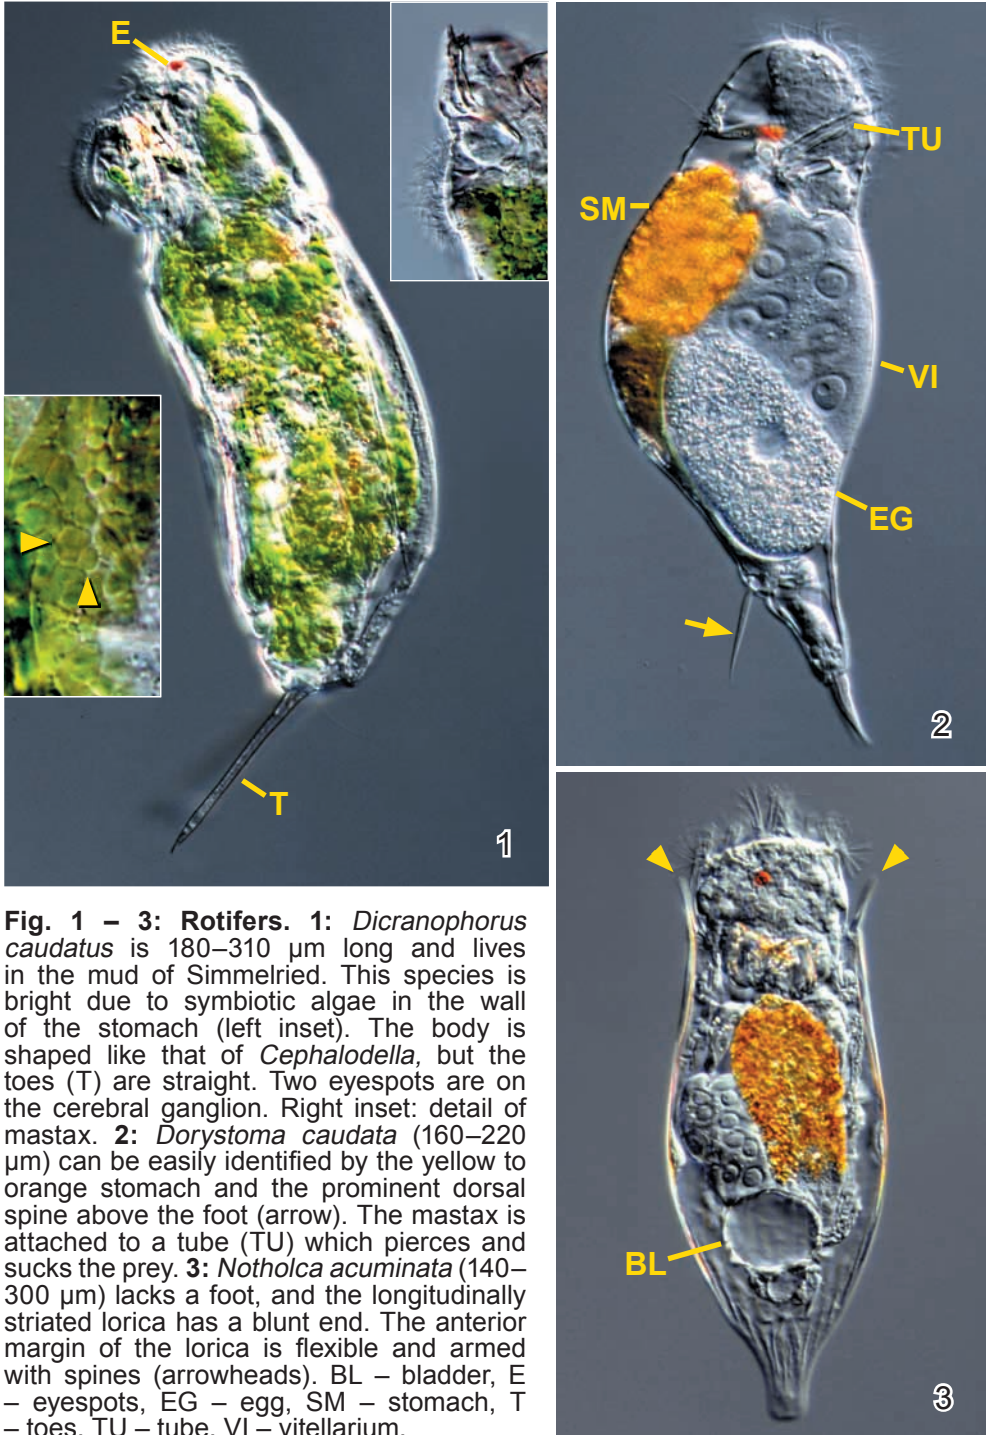 E
TU
SM
VI
EG
2
T
1
BL
3
Fig. 1 – 3: Rotifers. 1: Dicranophorus
caudatus is 180–310 µm long and lives
in the mud of Simmelried. This species is
bright due to symbiotic algae in the wall
of the stomach (left inset). The body is
shaped like that of Cephalodella, but the
toes (T) are straight. Two eyespots are on
the cerebral ganglion. Right inset: detail of
mastax. 2: Dorystoma caudata (160–220
µm) can be easily identified by the yellow to
orange stomach and the prominent dorsal
spine above the foot (arrow). The mastax is
attached to a tube (TU) which pierces and
sucks the prey. 3: Notholca acuminata (140–
300 µm) lacks a foot, and the longitudinally
striated lorica has a blunt end. The anterior
margin of the lorica is flexible and armed
with spines (arrowheads). BL – bladder, E
– eyespots, EG – egg, SM – stomach, T
– toes, TU – tube, VI – vitellarium.